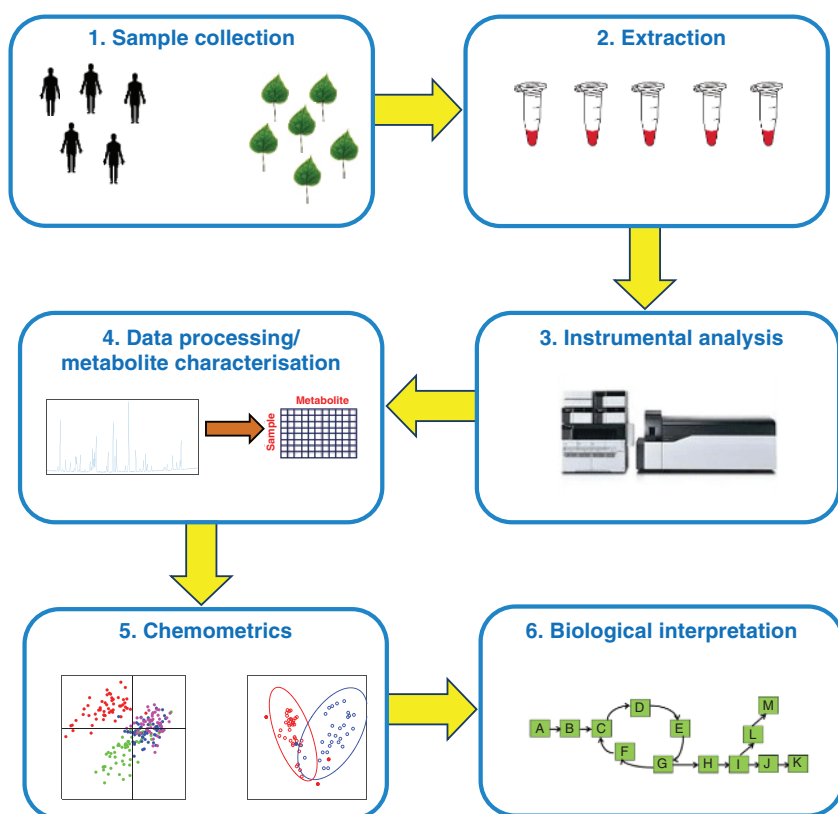 1. Sample collection
2. Extraction
3. Instrumental analysis
4. Data processing/
metabolite characterisation
Metabolite
Sample
5. Chemometrics
6. Biological interpretation
A
B
C
D
E
F
G
H
I
J
K
L
M